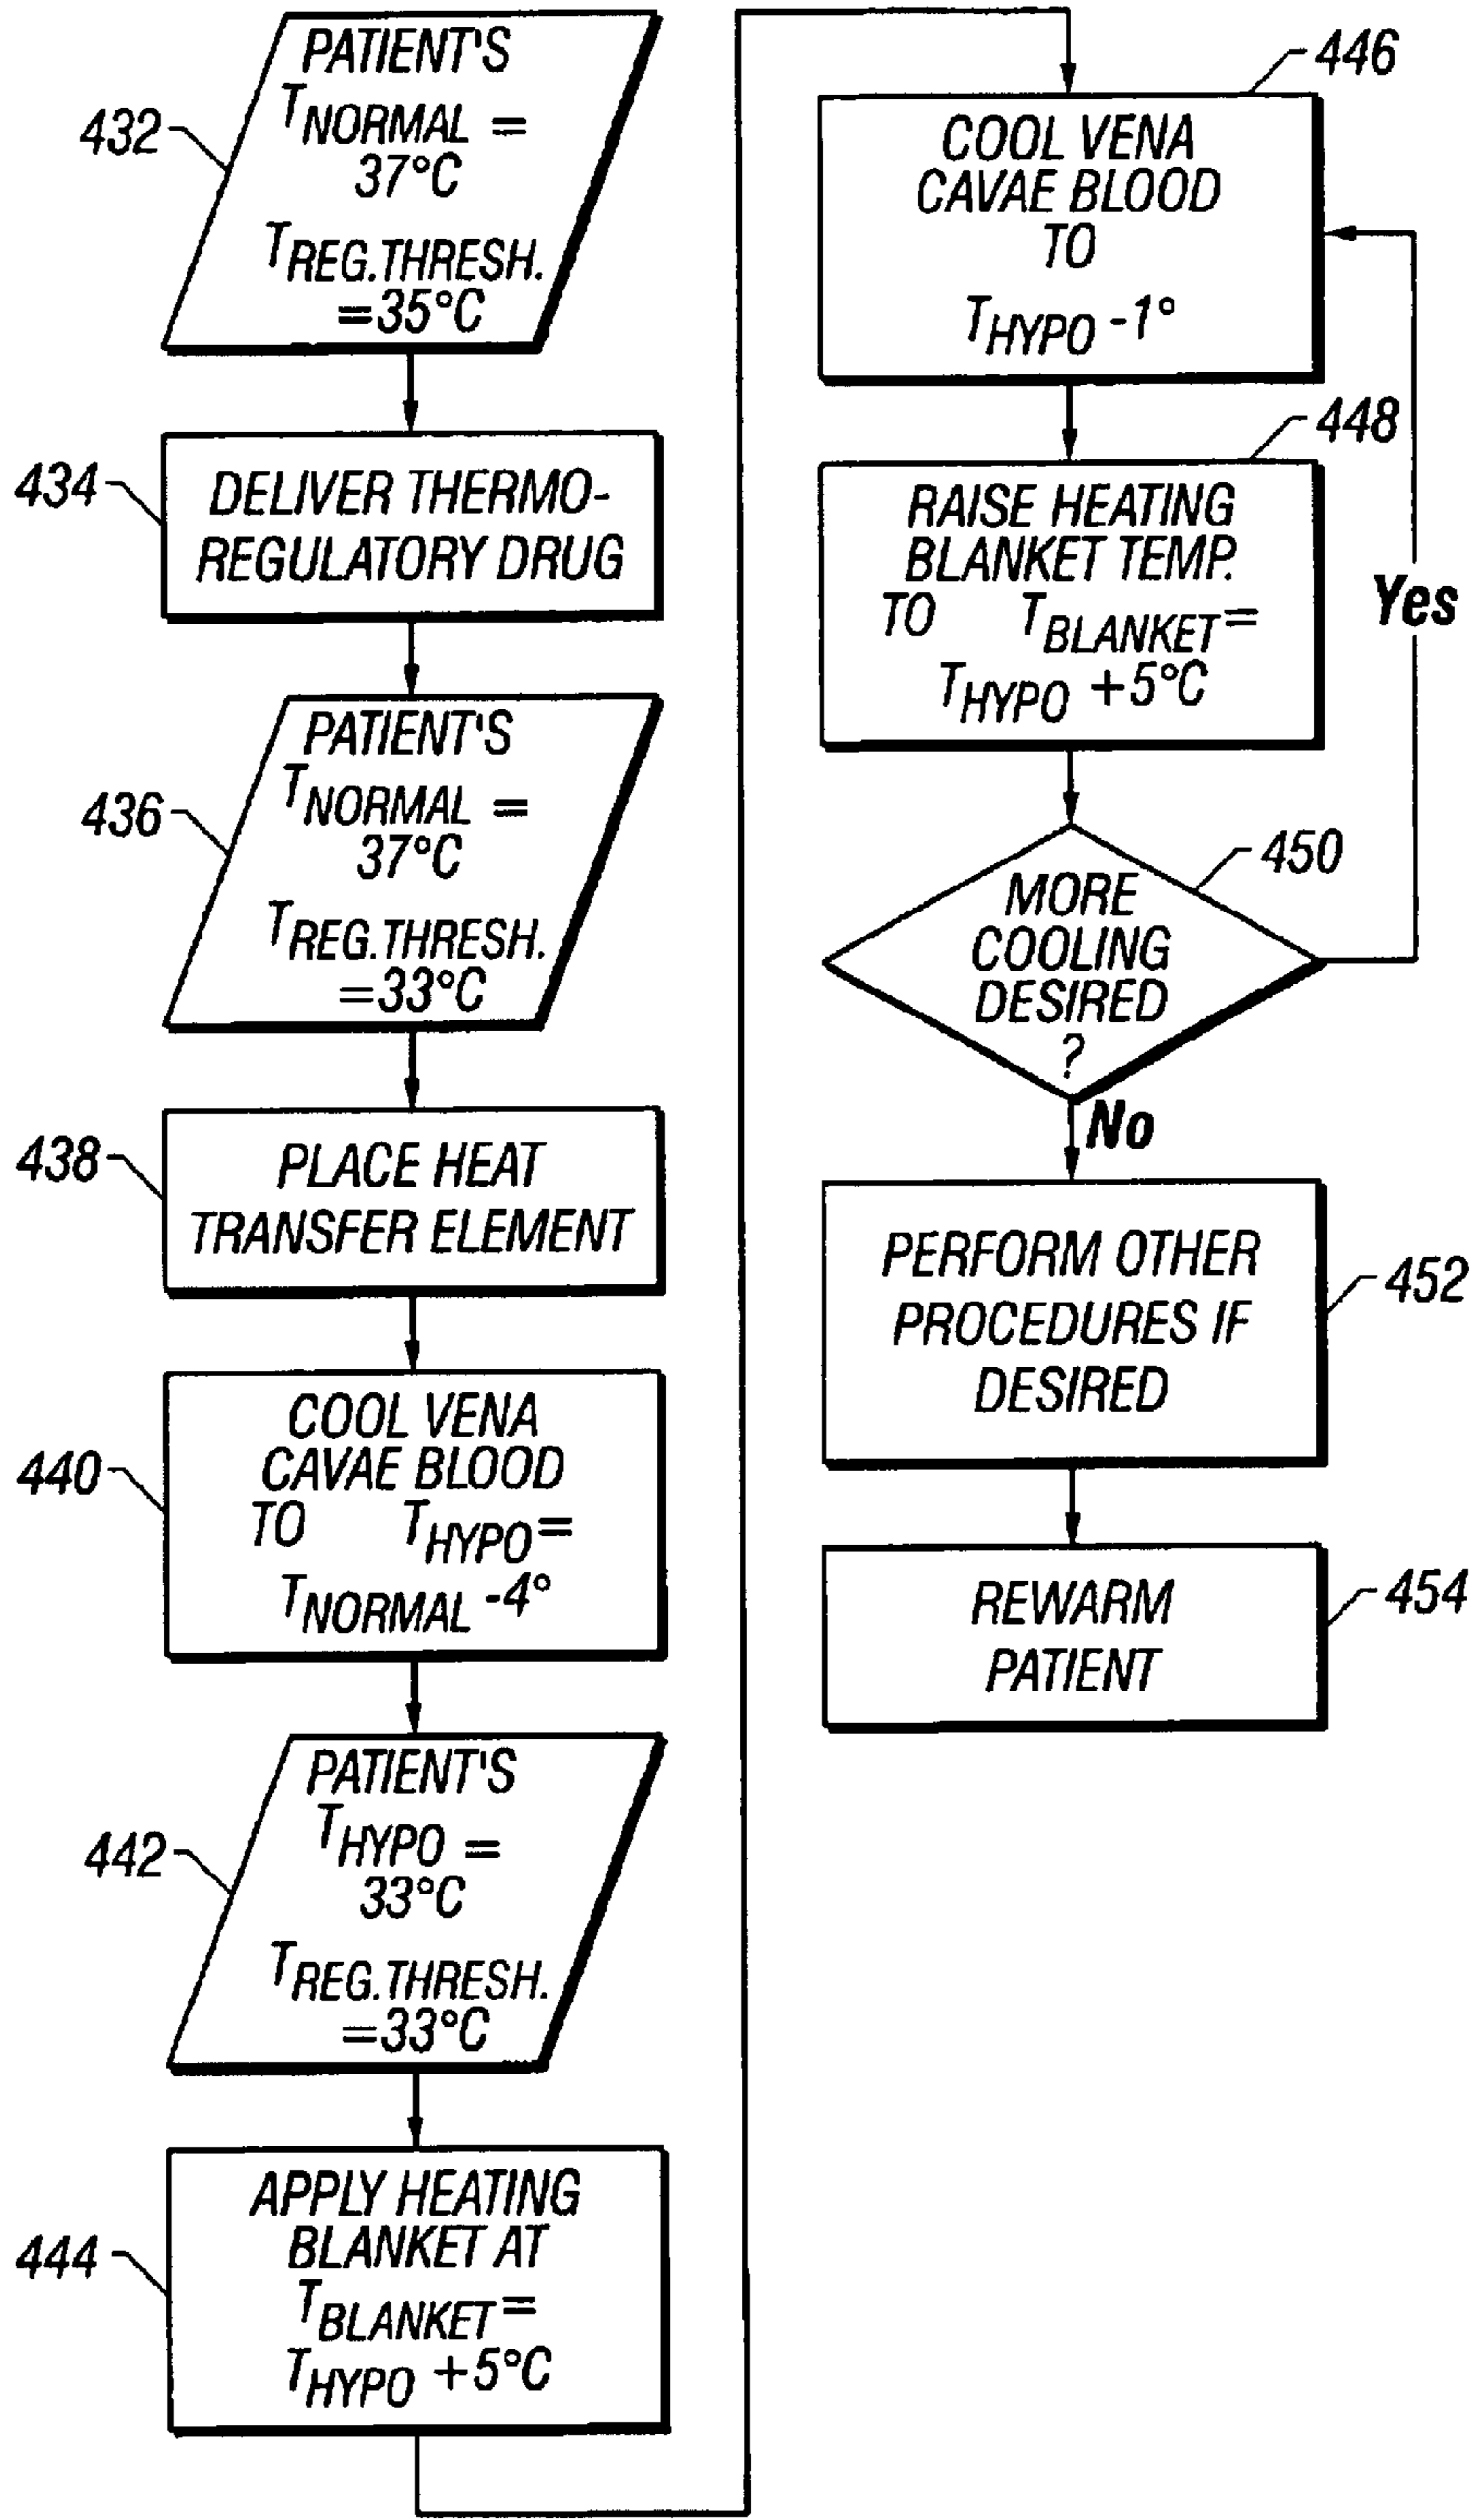 432
PATIENT'S
TNORMAL =
37°C
TREG.THRESH.
=35°C
434
DELIVER THERMO-
REGULATORY DRUG
436
PATIENT'S
TNORMAL =
37°C
TREG.THRESH.
=33°C
438
PLACE HEAT
TRANSFER ELEMENT
440
COOL VENA
CAVAE BLOOD
TO THYPO=
TNORMAL -4°
442
PATIENT'S
THYPO =
33°C
TREG.THRESH.
=33°C
444
APPLY HEATING
BLANKET AT
TBLANKET=
THYPO +5°C
446
COOL VENA
CAVAE BLOOD
TO
THYPO -1°
448
RAISE HEATING
BLANKET TEMP.
TO TBLANKET=
THYPO +5°C
Yes
450
MORE
COOLING
DESIRED
?
No
452
PERFORM OTHER
PROCEDURES IF
DESIRED
454
REWARM
PATIENT